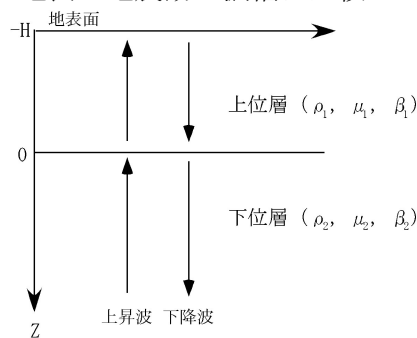 -H 地表面
上位層 (ρ1, μ1, β1)
0
下位層 (ρ2, μ2, β2)
上昇波 下降波
Z